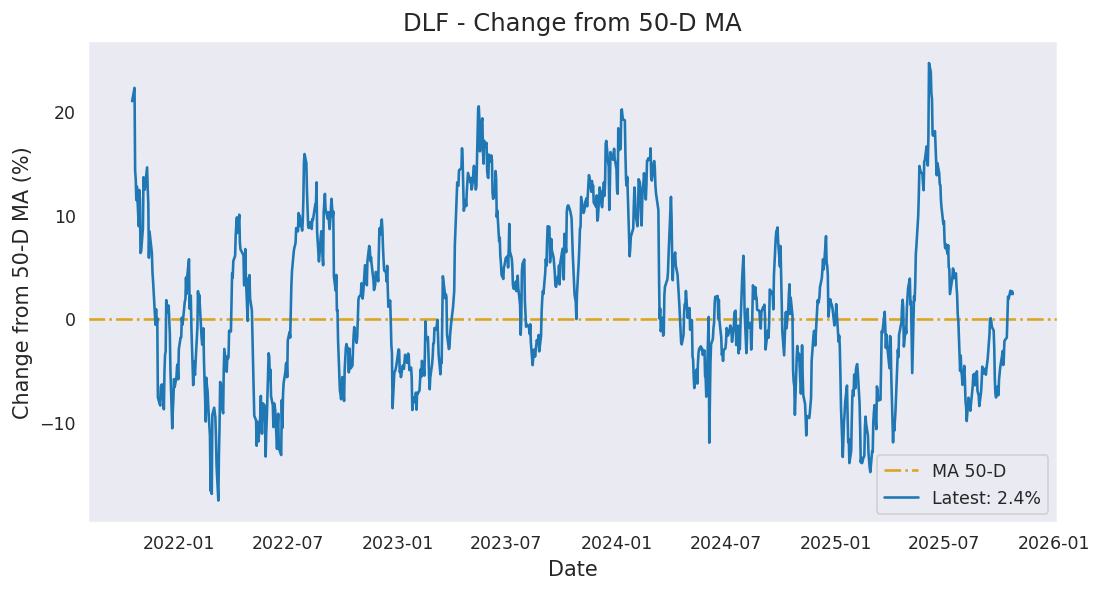 DLF - Change from 50-D MA
Change from 50-D MA (%)
20
10
0
−10
MA 50-D
Latest: 2.4%
2022-01 2022-07 2023-01 2023-07 2024-01 2024-07 2025-01 2025-07 2026-01
Date